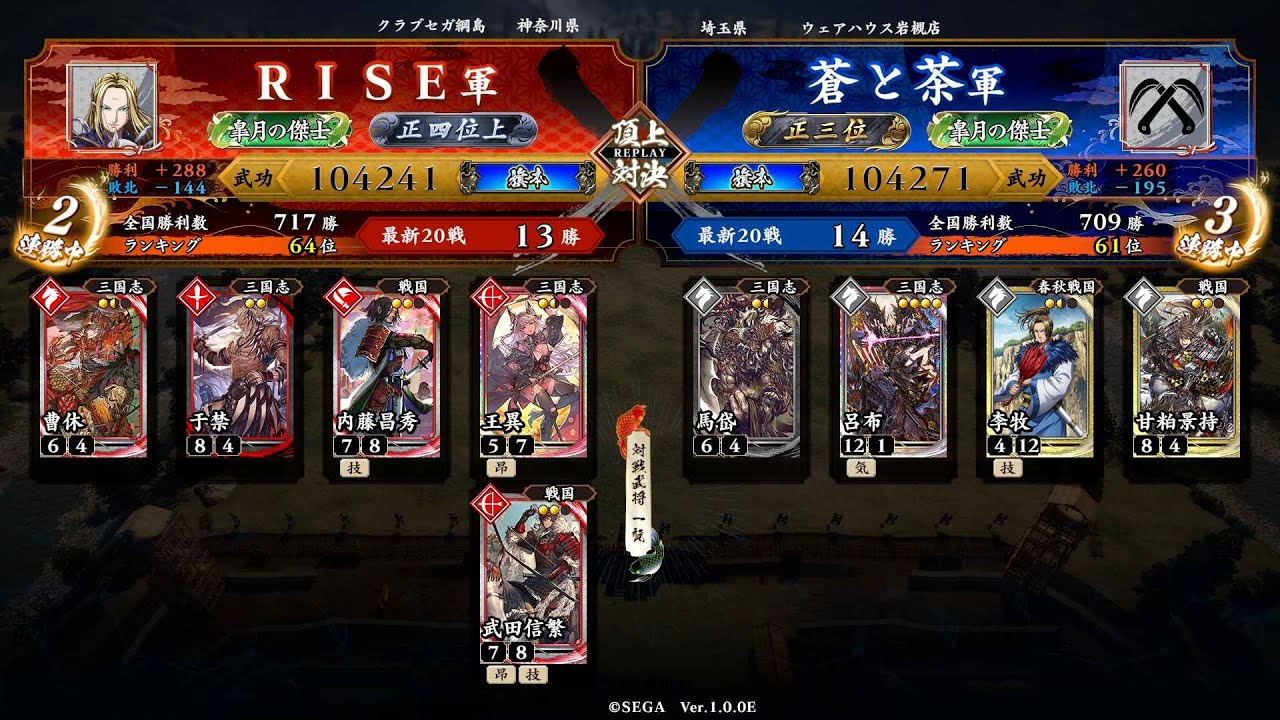 クラブセガ綱島 神奈川県
埼玉県 ウェアハウス岩槻店
RISE軍
皐月の傑士 正四位上
勝利 +288
敗北 -144
武功 104241
2
連勝中
全国勝利数 717勝
ランキング 64位
最新20戦 13勝
頂上
REPLAY
対決
蒼と茶軍
正三位 皐月の傑士
104271 武功
勝利 +260
敗北 -195
最新20戦 14勝
全国勝利数 709勝
ランキング 61位
3
連勝中
三国志
曹休
6 4
三国志
于禁
8 4
戦国
内藤昌秀
7 8
技
三国志
王異
5 7
昂
戦国
武田信繁
7 8
昂 技
対戦武将一覧
三国志
馬岱
6 4
三国志
呂布
12 1
気
春秋戦国
李牧
4 12
技
戦国
甘粕景持
8 4
©SEGA Ver.1.0.0E